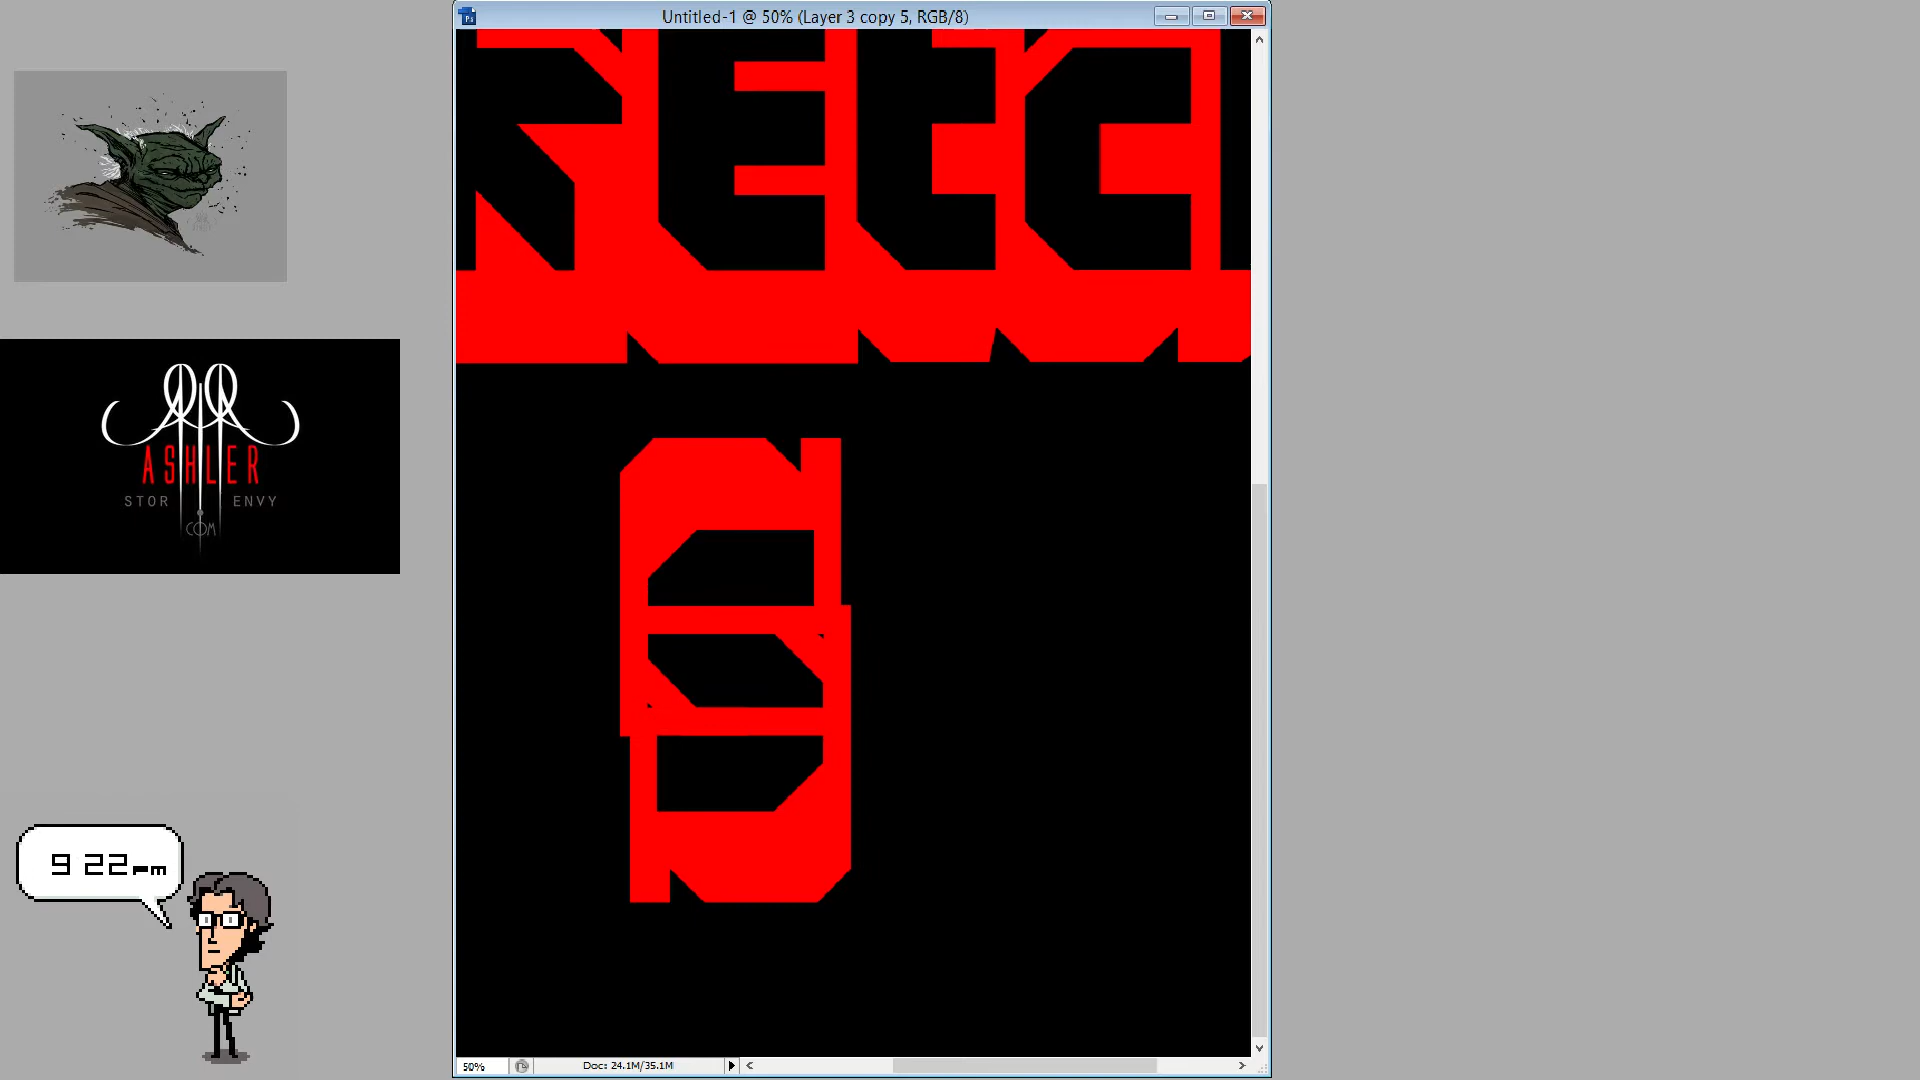 Untitled-1 @ 50% (Layer 3 copy 5, RGB/8)
ASHLER
STOR ENVY
COM
9 22pm
50%
Doc: 24.1M/35.1M